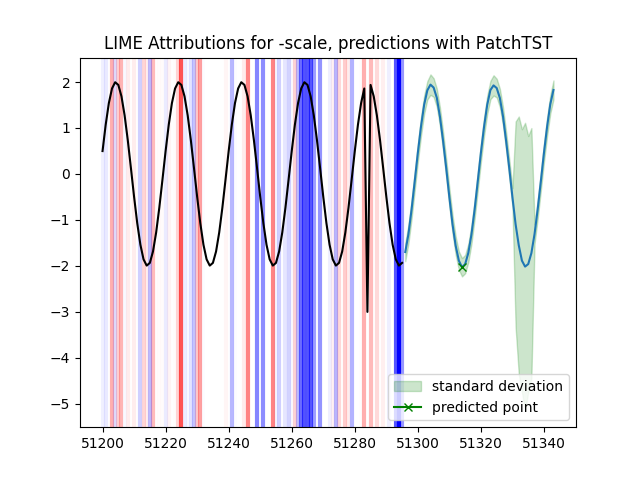 LIME Attributions for -scale, predictions with PatchTST
2
1
0
−1
−2
−3
−4
−5
standard deviation
predicted point
51200 51220 51240 51260 51280 51300 51320 51340